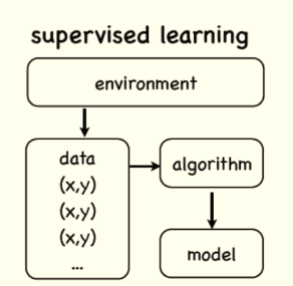 supervised learning
environment
data
(x,y)
(x,y)
(x,y)
...
algorithm
model